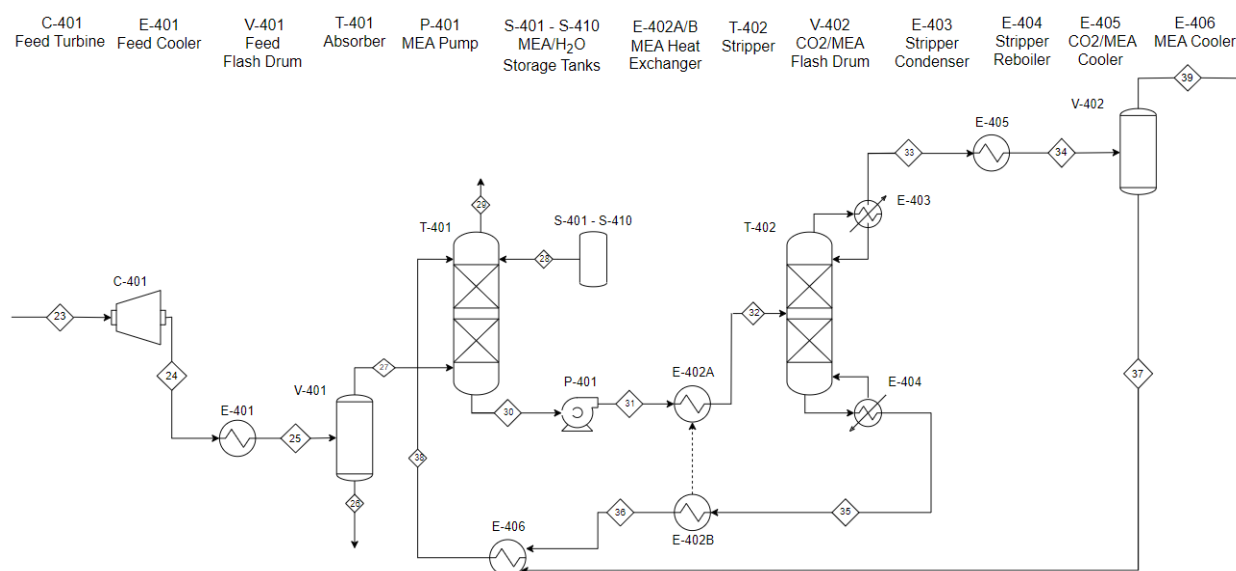 C-401
Feed Turbine
E-401
Feed Cooler
V-401
Feed
Flash Drum
T-401
Absorber
P-401
MEA Pump
S-401 - S-410
MEA/H₂O
Storage Tanks
E-402A/B
MEA Heat
Exchanger
T-402
Stripper
V-402
CO2/MEA
Flash Drum
E-403
Stripper
Condenser
E-404
Stripper
Reboiler
E-405
CO2/MEA
Cooler
E-406
MEA Cooler
39
V-402
E-405
33
34
E-403
29
S-401 - S-410
T-401
T-402
28
C-401
23
32
27
24
V-401
E-402A
P-401
E-404
37
30
31
E-401
25
38
26
36
35
E-402B
E-406